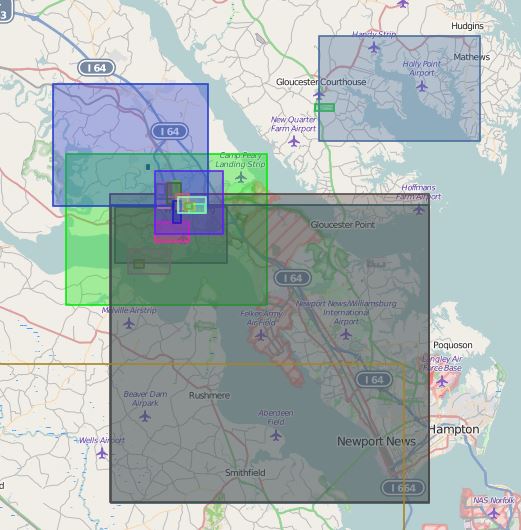 3
I 64
Handy Strip
Hudgins
Mathews
Holly Point
Airport
Gloucester Courthouse
I 64
New Quarter
Farm Airport
Camp Peary
Landing Strip
Hoffmans
Farm Airport
Gloucester Point
I 64
Newport News/Williamsburg
International
Airport
Felker Army
Airfield
Melville Airstrip
Poquoson
Langley Air
Force Base
I 64
Beaver Dam
Airpark
Rushmere
Aberdeen
Field
Hampton
Newport News
Wells Airport
Smithfield
I 664
NAS Norfolk
d